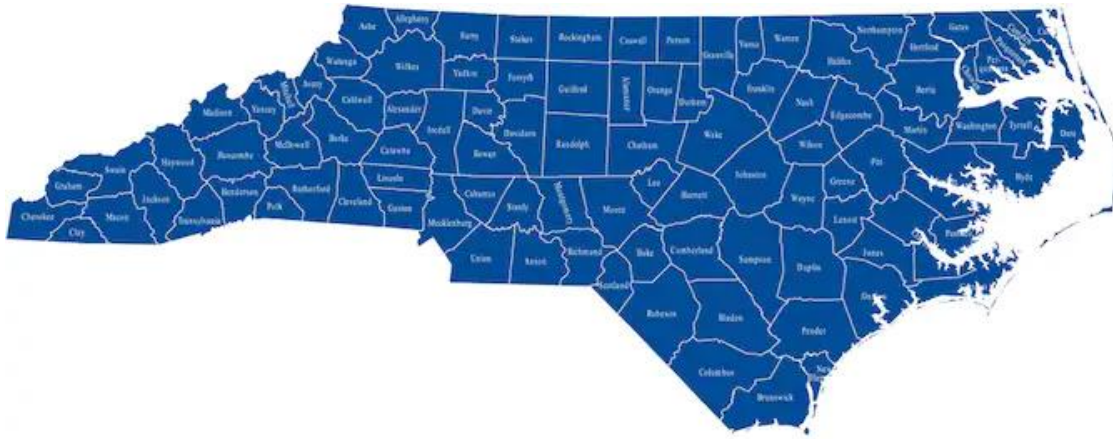 Ashe
Alleghany
Surry
Stokes
Rockingham
Caswell
Person
Granville
Vance
Warren
Northampton
Gates
Hertford
Halifax
Watauga
Wilkes
Yadkin
Forsyth
Guilford
Alamance
Orange
Durham
Franklin
Nash
Bertie
Avery
Mitchell
Caldwell
Alexander
Davie
Iredell
Edgecombe
Madison
Yancey
Burke
McDowell
Catawba
Rowan
Davidson
Randolph
Chatham
Wake
Wilson
Martin
Washington
Tyrrell
Dare
Haywood
Buncombe
Swain
Graham
Lincoln
Rutherford
Cleveland
Gaston
Cabarrus
Stanly
Montgomery
Moore
Lee
Harnett
Johnston
Wayne
Greene
Pitt
Hyde
Cherokee
Macon
Jackson
Transylvania
Henderson
Polk
Clay
Mecklenburg
Union
Anson
Richmond
Scotland
Hoke
Cumberland
Sampson
Duplin
Lenoir
Jones
Onslow
Robeson
Bladen
Pender
Columbus
Brunswick
New